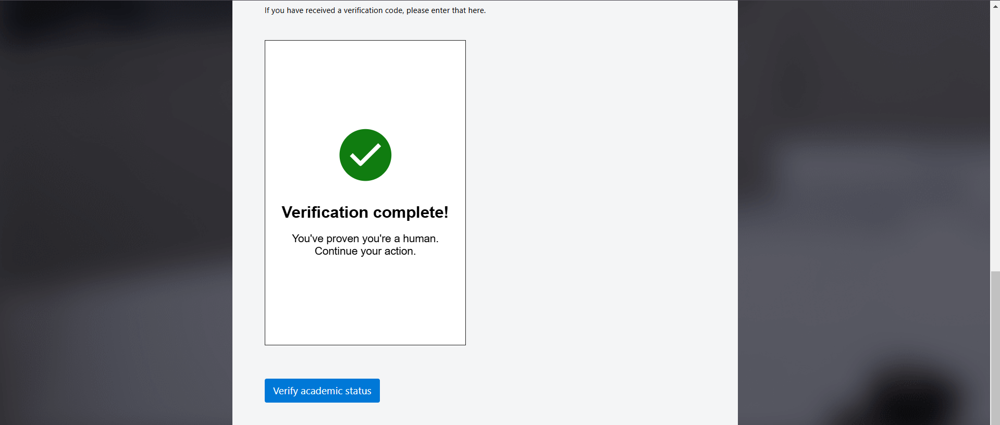 If you have received a verification code, please enter that here.
Verification complete!
You've proven you're a human.
Continue your action.
Verify academic status